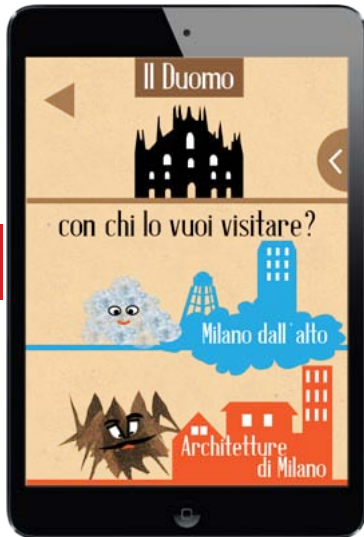 Il Duomo
con chi lo vuoi visitare?
Milano dall'alto
Architetture
di Milano